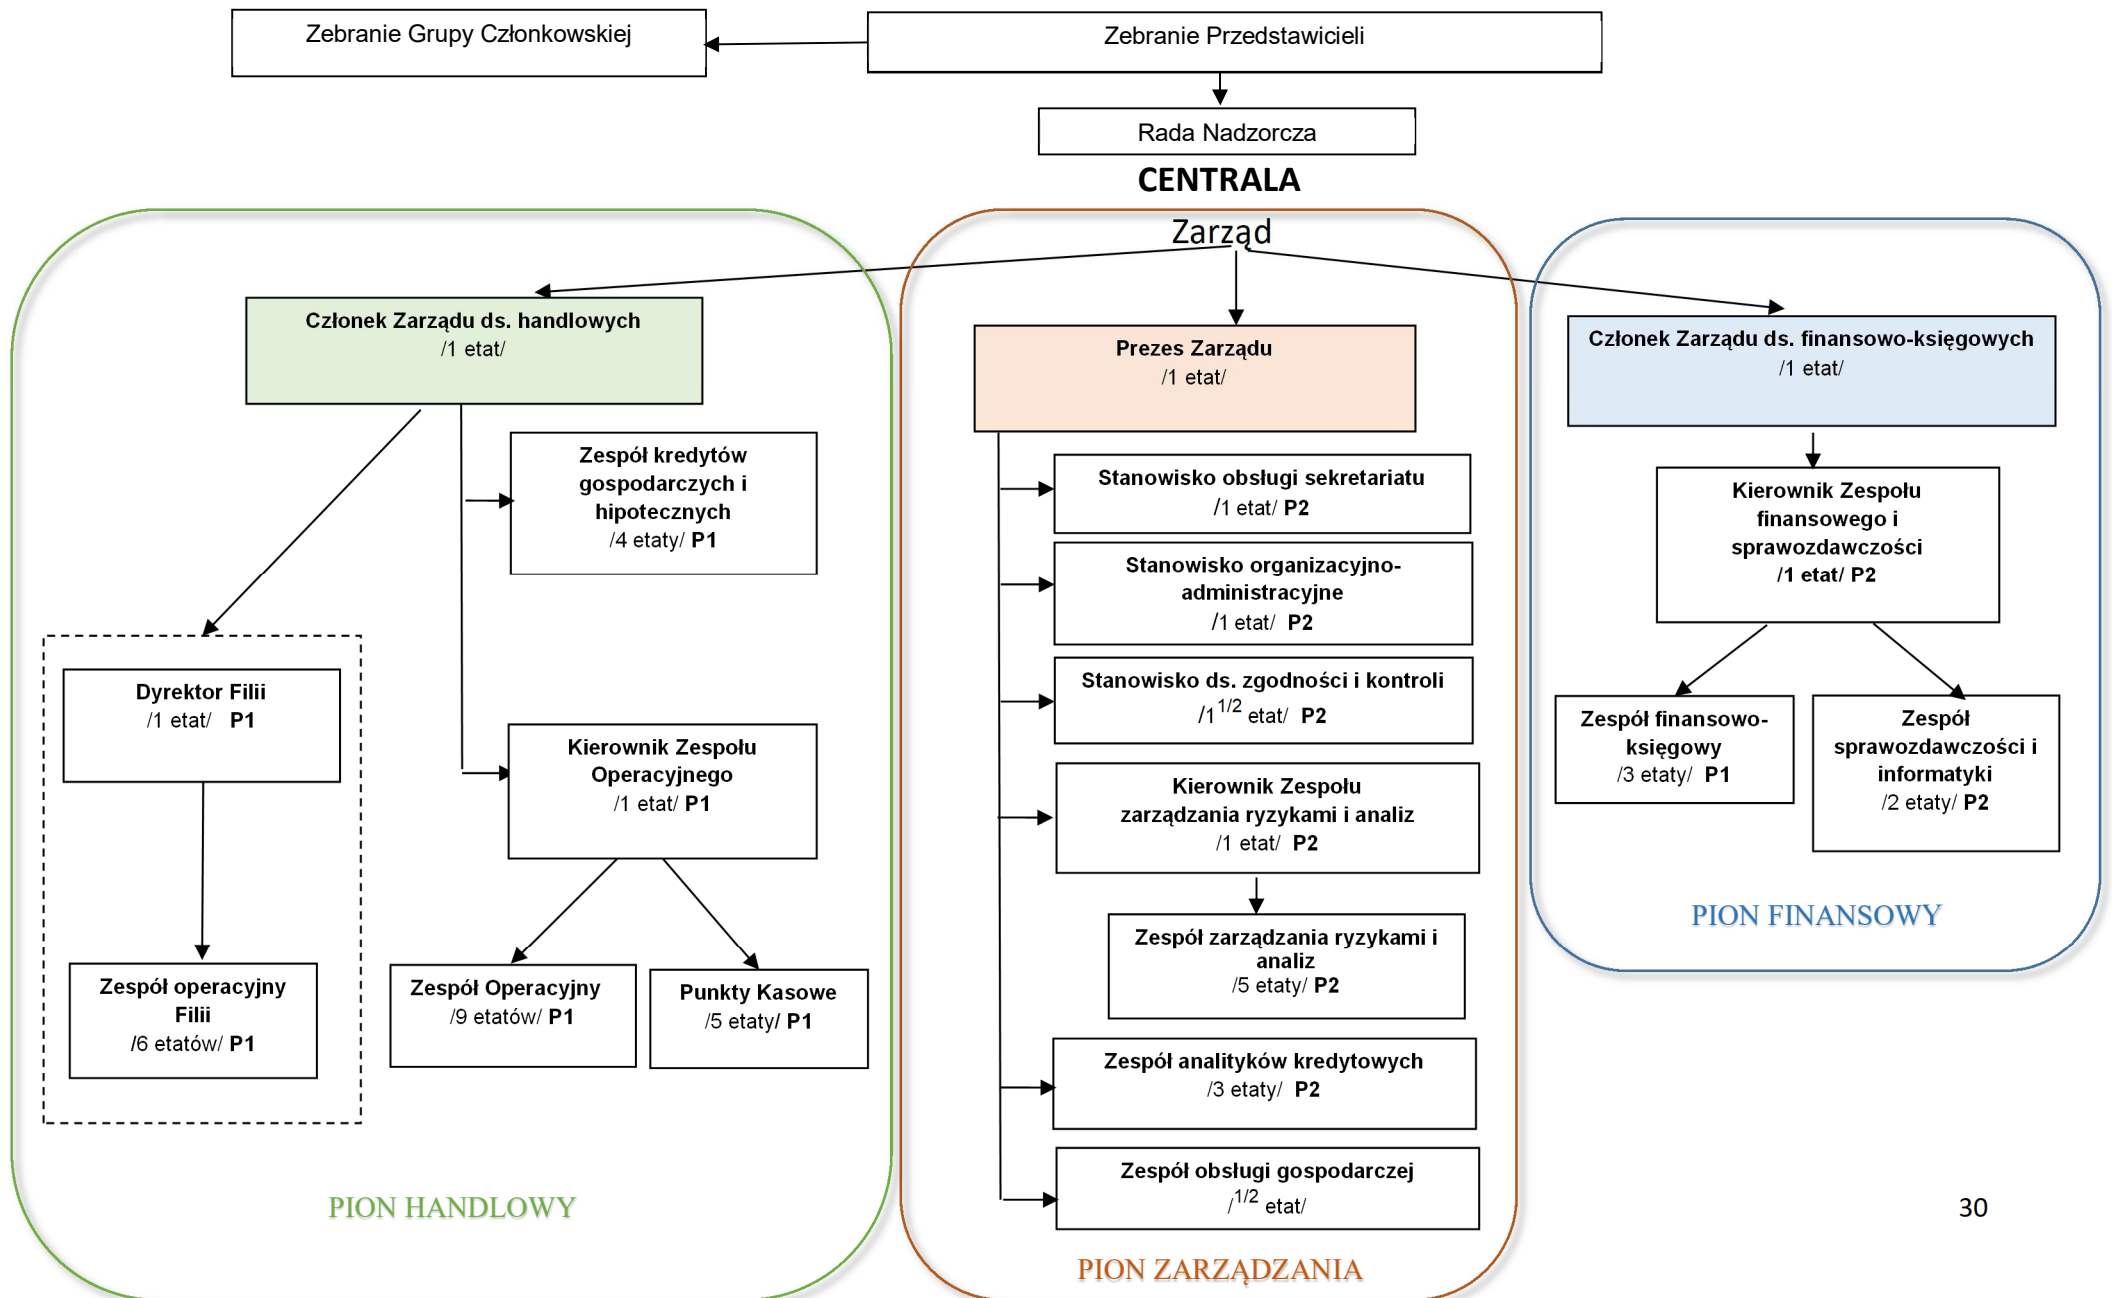 Zebranie Grupy Członkowskiej
Zebranie Przedstawicieli
Rada Nadzorcza
CENTRALA
Zarząd
Członek Zarządu ds. handlowych
/1 etat/
Zespół kredytów
gospodarczych i
hipotecznych
/4 etaty/ P1
Dyrektor Filii
/1 etat/ P1
Kierownik Zespołu
Operacyjnego
/1 etat/ P1
Zespół operacyjny
Filii
/6 etatów/ P1
Zespół Operacyjny
/9 etatów/ P1
Punkty Kasowe
/5 etaty/ P1
PION HANDLOWY
Prezes Zarządu
/1 etat/
Stanowisko obsługi sekretariatu
/1 etat/ P2
Stanowisko organizacyjno-
administracyjne
/1 etat/ P2
Stanowisko ds. zgodności i kontroli
/1 1/2 etat/ P2
Kierownik Zespołu
zarządzania ryzykami i analiz
/1 etat/ P2
Zespół zarządzania ryzykami i
analiz
/5 etaty/ P2
Zespół analityków kredytowych
/3 etaty/ P2
Zespół obsługi gospodarczej
/1/2 etat/
PION ZARZĄDZANIA
Członek Zarządu ds. finansowo-księgowych
/1 etat/
Kierownik Zespołu
finansowego i
sprawozdawczości
/1 etat/ P2
Zespół finansowo-
księgowy
/3 etaty/ P1
Zespół
sprawozdawczości i
informatyki
/2 etaty/ P2
PION FINANSOWY
30